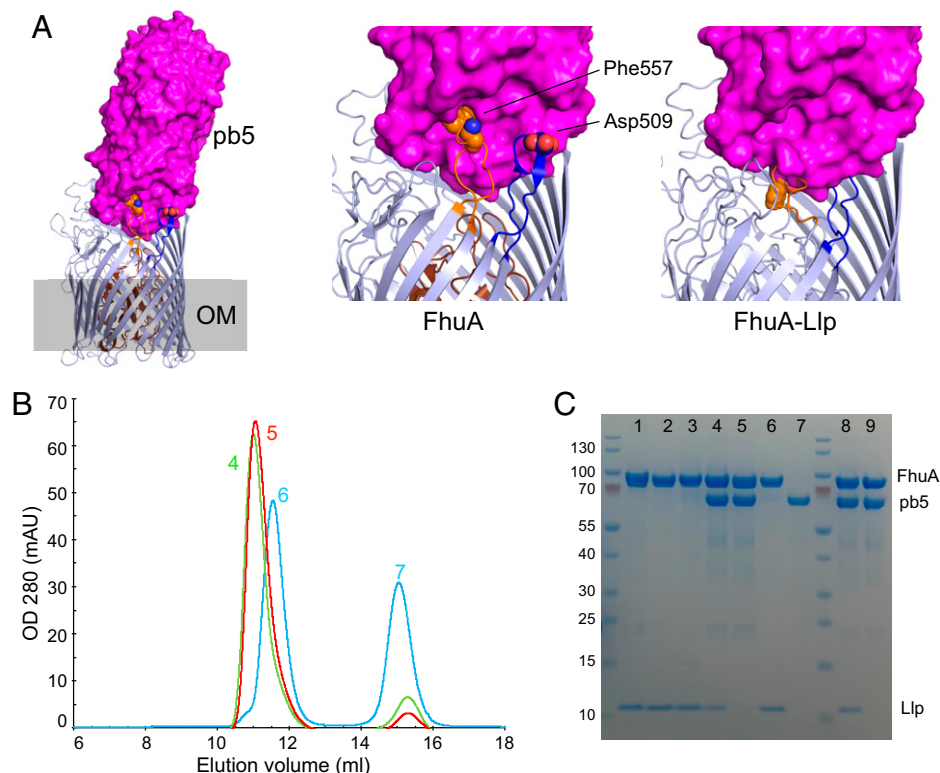 A
pb5
OM
Phe557
Asp509
FhuA
FhuA-Llp
B
OD 280 (mAU)
70
60
50
40
30
20
10
0
4
5
6
7
6 8 10 12 14 16 18
Elution volume (ml)
C
1 2 3 4 5 6 7 8 9
130
100
70
55
40
30
25
15
10
FhuA
pb5
Llp